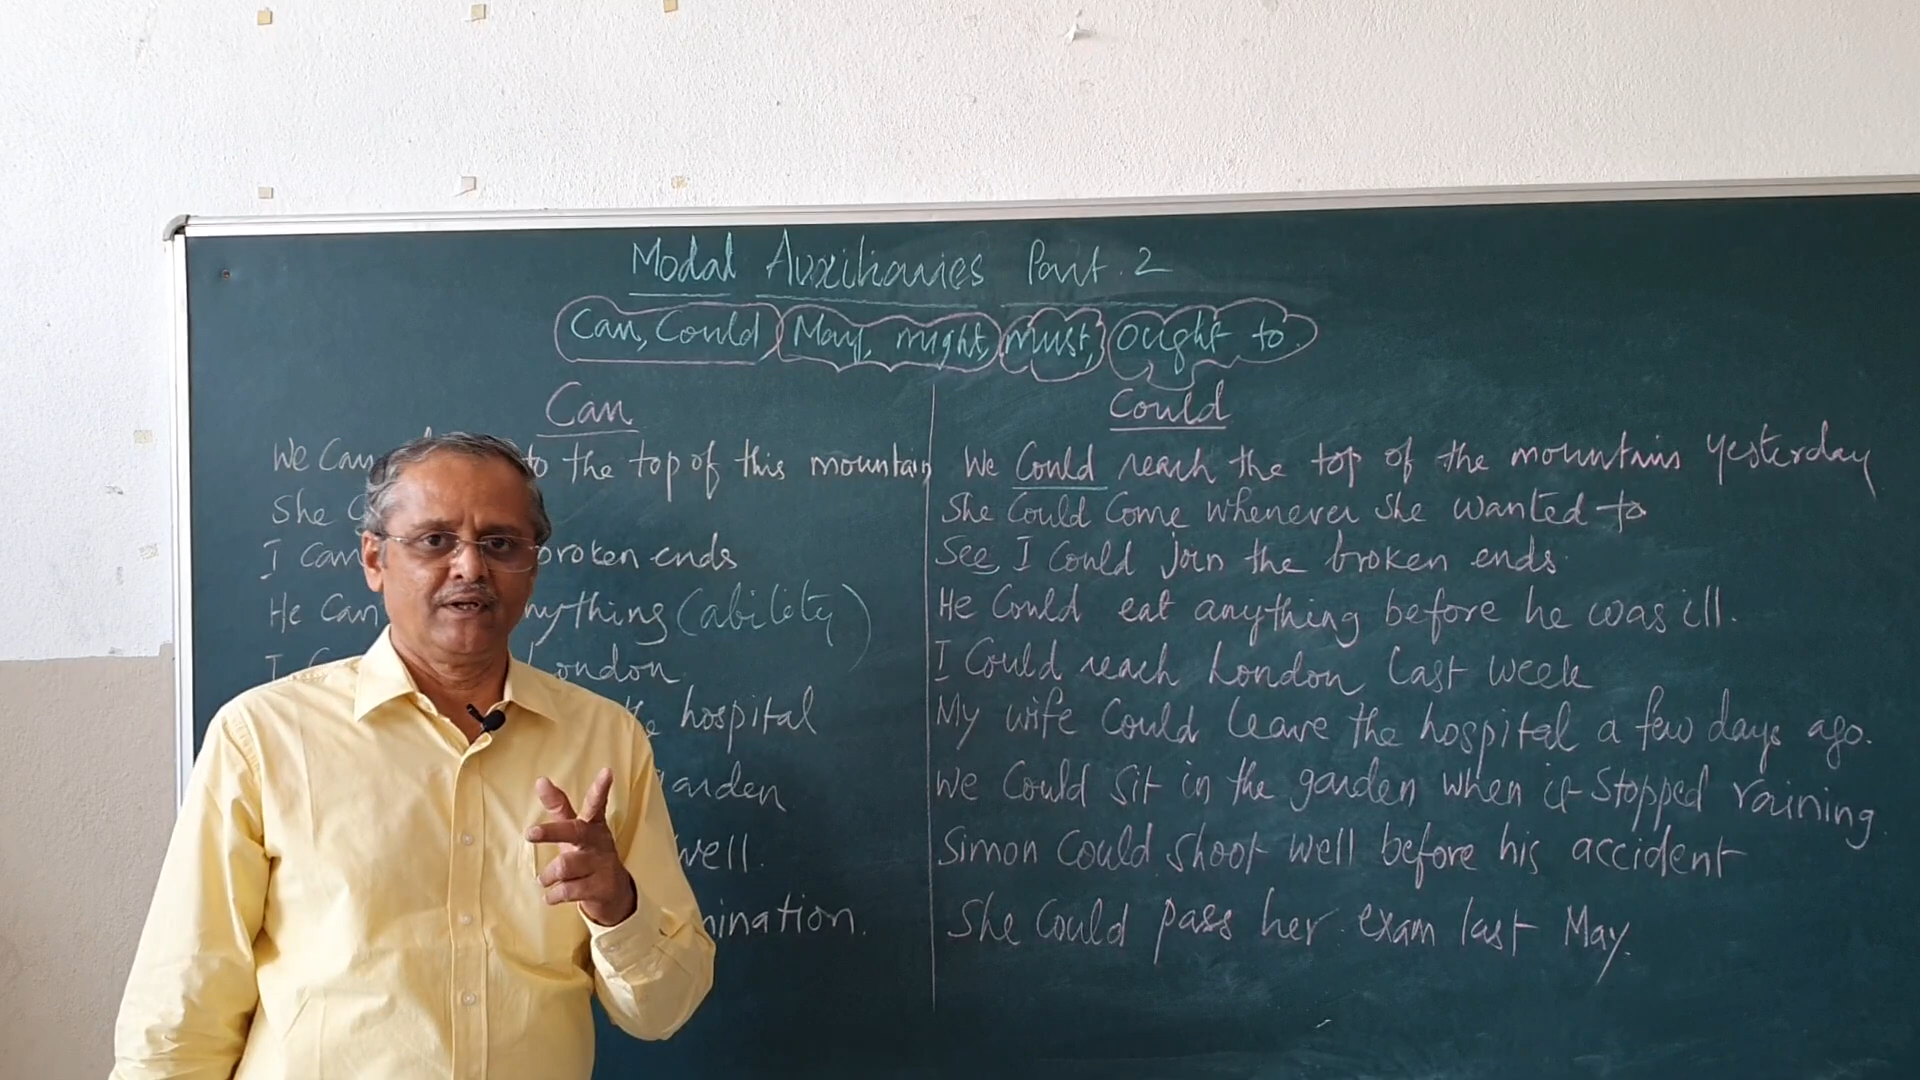 Modal Auxiliaries Part. 2
Can, Could May, might, must, ought to.
Can
Could
We Can to the top of this mountain
We Could reach the top of the mountains yesterday
She
She Could Come whenever she wanted to
I can broken ends
See I Could join the broken ends.
He Can nything (ability)
He Could eat anything before he was ill.
I London
I Could reach London Last week
hospital
My wife Could Leave the hospital a few days ago.
arden
We Could Sit in the garden when it Stopped raining.
well.
Simon Could shoot well before his accident
mination.
She Could pass her exam last May.